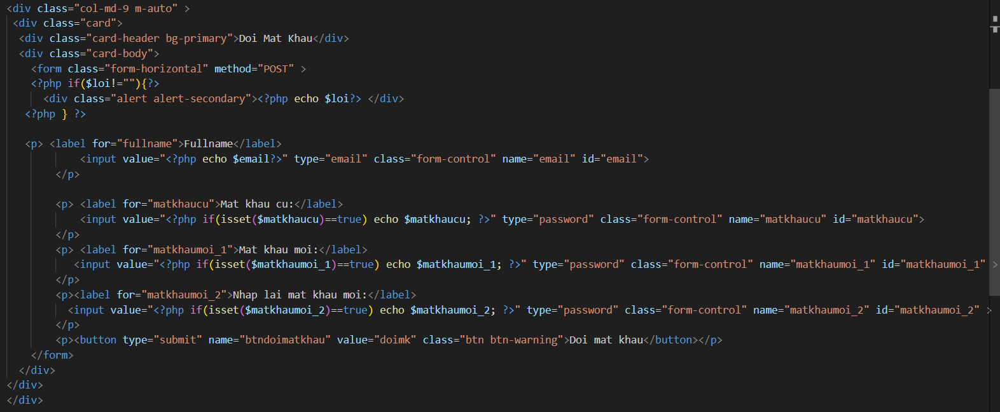 <div class="col-md-9 m-auto" >
<div class="card">
<div class="card-header bg-primary">Doi Mat Khau</div>
<div class="card-body">
<form class="form-horizontal" method="POST" >
<?php if($loi!=""){?>
<div class="alert alert-secondary"><?php echo $loi?> </div>
<?php } ?>
<p> <label for="fullname">Fullname</label>
<input value="<?php echo $email?>" type="email" class="form-control" name="email" id="email">
</p>
<p> <label for="matkhaucu">Mat khau cu:</label>
<input value="<?php if(isset($matkhaucu)==true) echo $matkhaucu; ?>" type="password" class="form-control" name="matkhaucu" id="matkhaucu">
</p>
<p> <label for="matkhaumoi_1">Mat khau moi:</label>
<input value="<?php if(isset($matkhaumoi_1)==true) echo $matkhaumoi_1; ?>" type="password" class="form-control" name="matkhaumoi_1" id="matkhaumoi_1" >
</p>
<p><label for="matkhaumoi_2">Nhap lai mat khau moi:</label>
<input value="<?php if(isset($matkhaumoi_2)==true) echo $matkhaumoi_2; ?>" type="password" class="form-control" name="matkhaumoi_2" id="matkhaumoi_2" >
</p>
<p><button type="submit" name="btndoimatkhau" value="doimk" class="btn btn-warning">Doi mat khau</button></p>
</form>
</div>
</div>
</div>